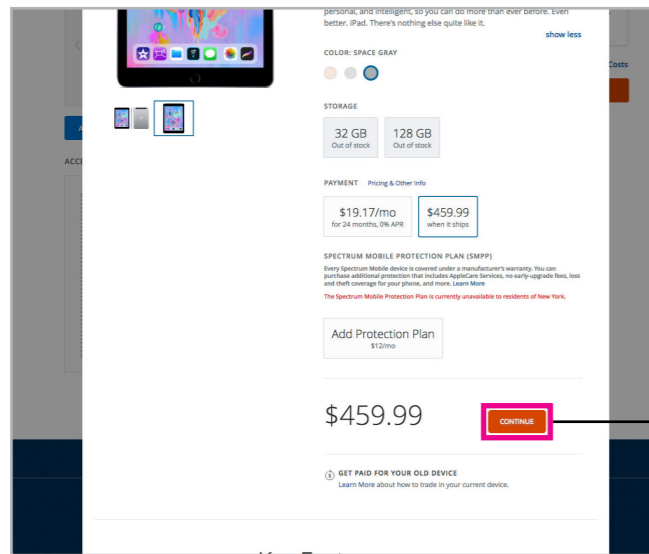 personal, and intelligent, so you can do more than ever before. Even
better. iPad. There's nothing else quite like it.
show less
COLOR: SPACE GRAY
Costs
STORAGE
32 GB
Out of stock
128 GB
Out of stock
A
ACCE
PAYMENT Pricing & Other Info
$19.17/mo
for 24 months, 0% APR
$459.99
when it ships
SPECTRUM MOBILE PROTECTION PLAN (SMPP)
Every Spectrum Mobile device is covered under a manufacturer's warranty. You can
purchase additional protection that includes AppleCare Services, no early-upgrade fees, loss
and theft coverage for your phone, and more. Learn More
The Spectrum Mobile Protection Plan is currently unavailable to residents of New York.
Add Protection Plan
$12/mo
$459.99
CONTINUE
GET PAID FOR YOUR OLD DEVICE
Learn More about how to trade in your current device.